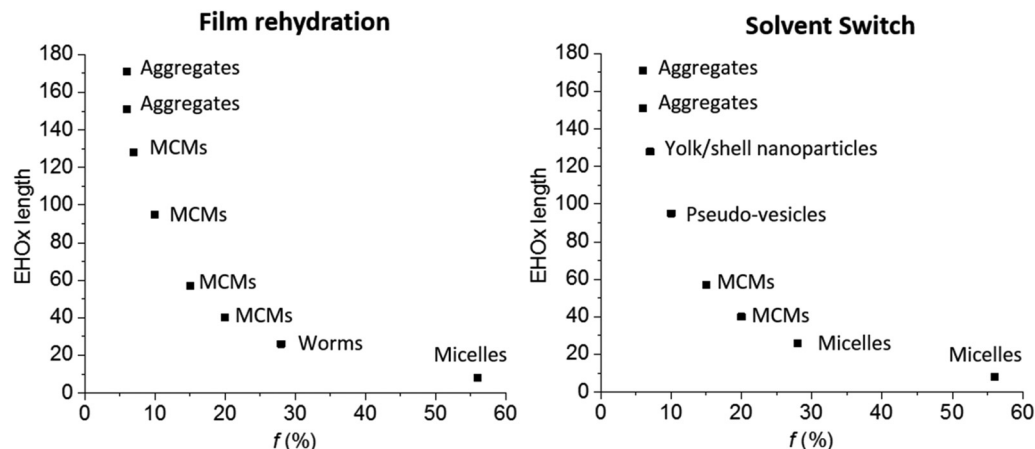 Film rehydration
EHOx length
180
160
140
120
100
80
60
40
20
0
Aggregates
Aggregates
MCMs
MCMs
MCMs
MCMs
Worms
Micelles
0 10 20 30 40 50 60
f (%)
Solvent Switch
EHOx length
180
160
140
120
100
80
60
40
20
0
Aggregates
Aggregates
Yolk/shell nanoparticles
Pseudo-vesicles
MCMs
MCMs
Micelles
Micelles
0 10 20 30 40 50 60
f (%)